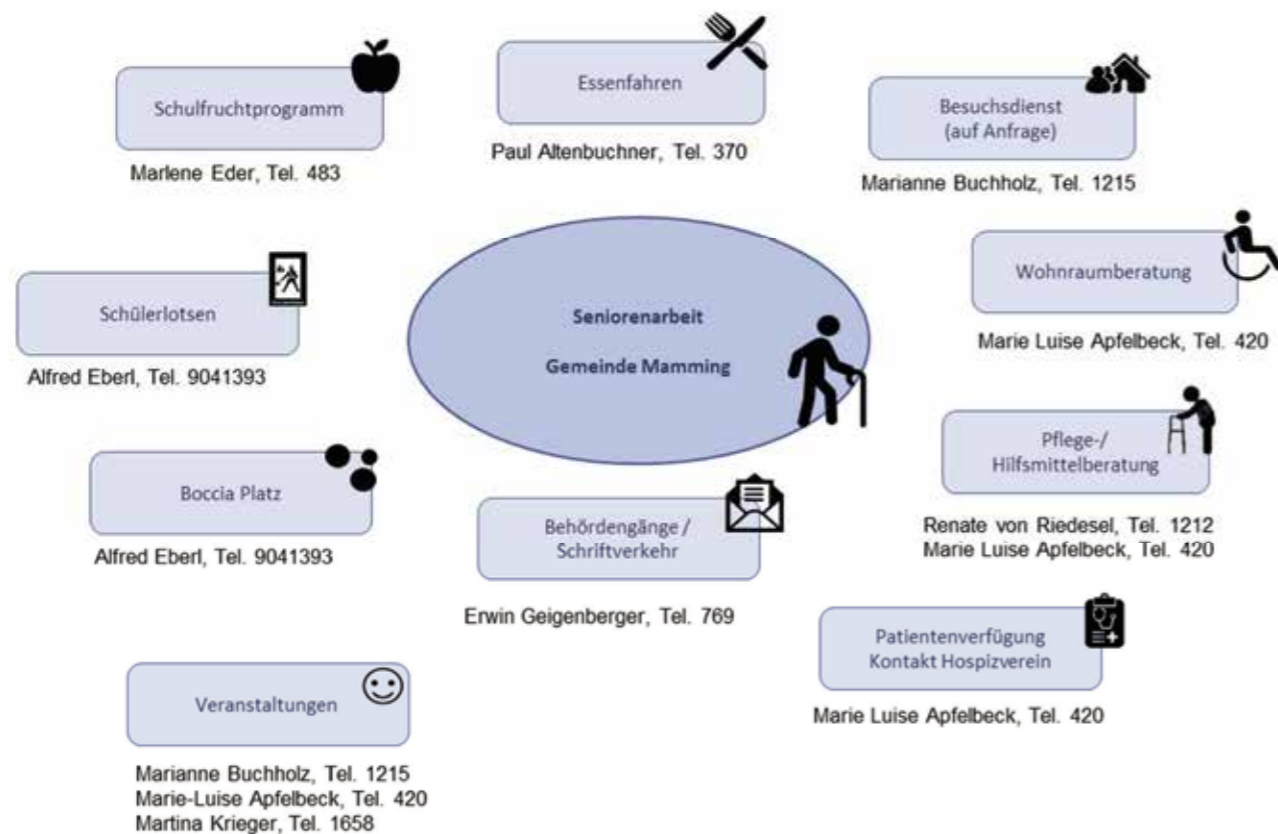 Schulfruchtprogramm
Marlene Eder, Tel. 483
Essenfahren
Paul Altenbuchner, Tel. 370
Besuchsdienst
(auf Anfrage)
Marianne Buchholz, Tel. 1215
Schülerlotsen
Alfred Eberl, Tel. 9041393
Seniorenarbeit
Gemeinde Mamming
Wohnraumberatung
Marie Luise Apfelbeck, Tel. 420
Boccia Platz
Alfred Eberl, Tel. 9041393
Behördengänge /
Schriftverkehr
Erwin Geigenberger, Tel. 769
Pflege-/
Hilfsmittelberatung
Renate von Riedesel, Tel. 1212
Marie Luise Apfelbeck, Tel. 420
Patientenverfügung
Kontakt Hospizverein
Marie Luise Apfelbeck, Tel. 420
Veranstaltungen
Marianne Buchholz, Tel. 1215
Marie-Luise Apfelbeck, Tel. 420
Martina Krieger, Tel. 1658